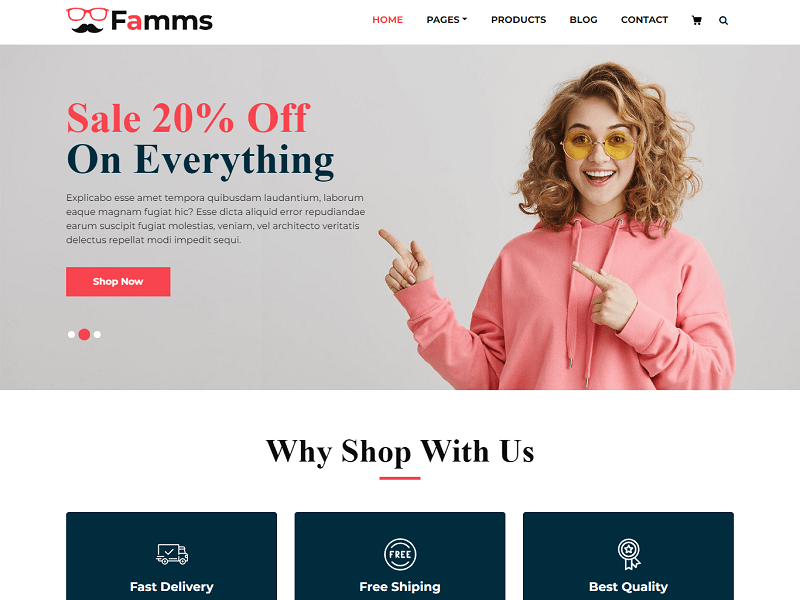 Famms
HOME PAGES PRODUCTS BLOG CONTACT
Sale 20% Off
On Everything
Explicabo esse amet tempora quibusdam laudantium, laborum
eaque magnam fugiat hic? Esse dicta aliquid error repudiandae
earum suscipit fugiat molestias, veniam, vel architecto veritatis
delectus repellat modi impedit sequi.
Shop Now
Why Shop With Us
FREE
Fast Delivery
Free Shiping
Best Quality